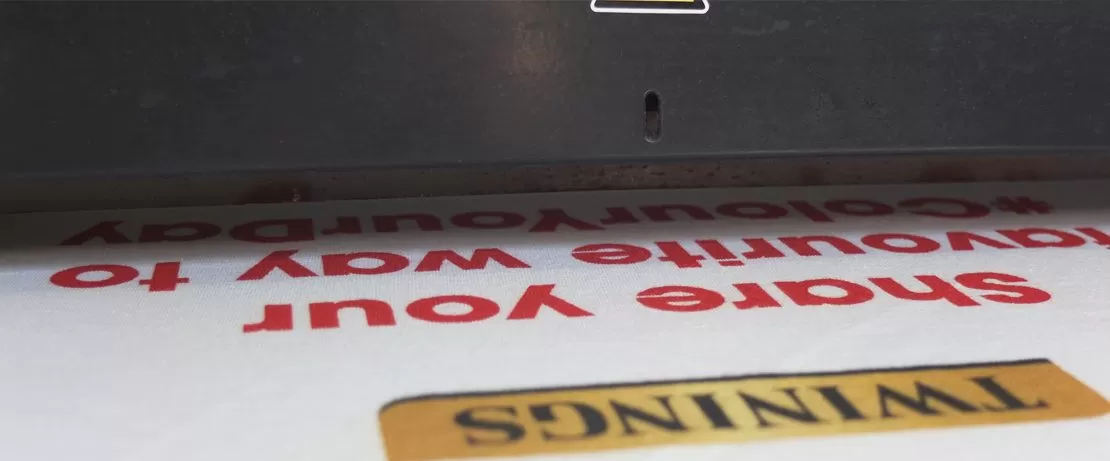 TWININGS
Share your
favourite way to
#ColourYourDay